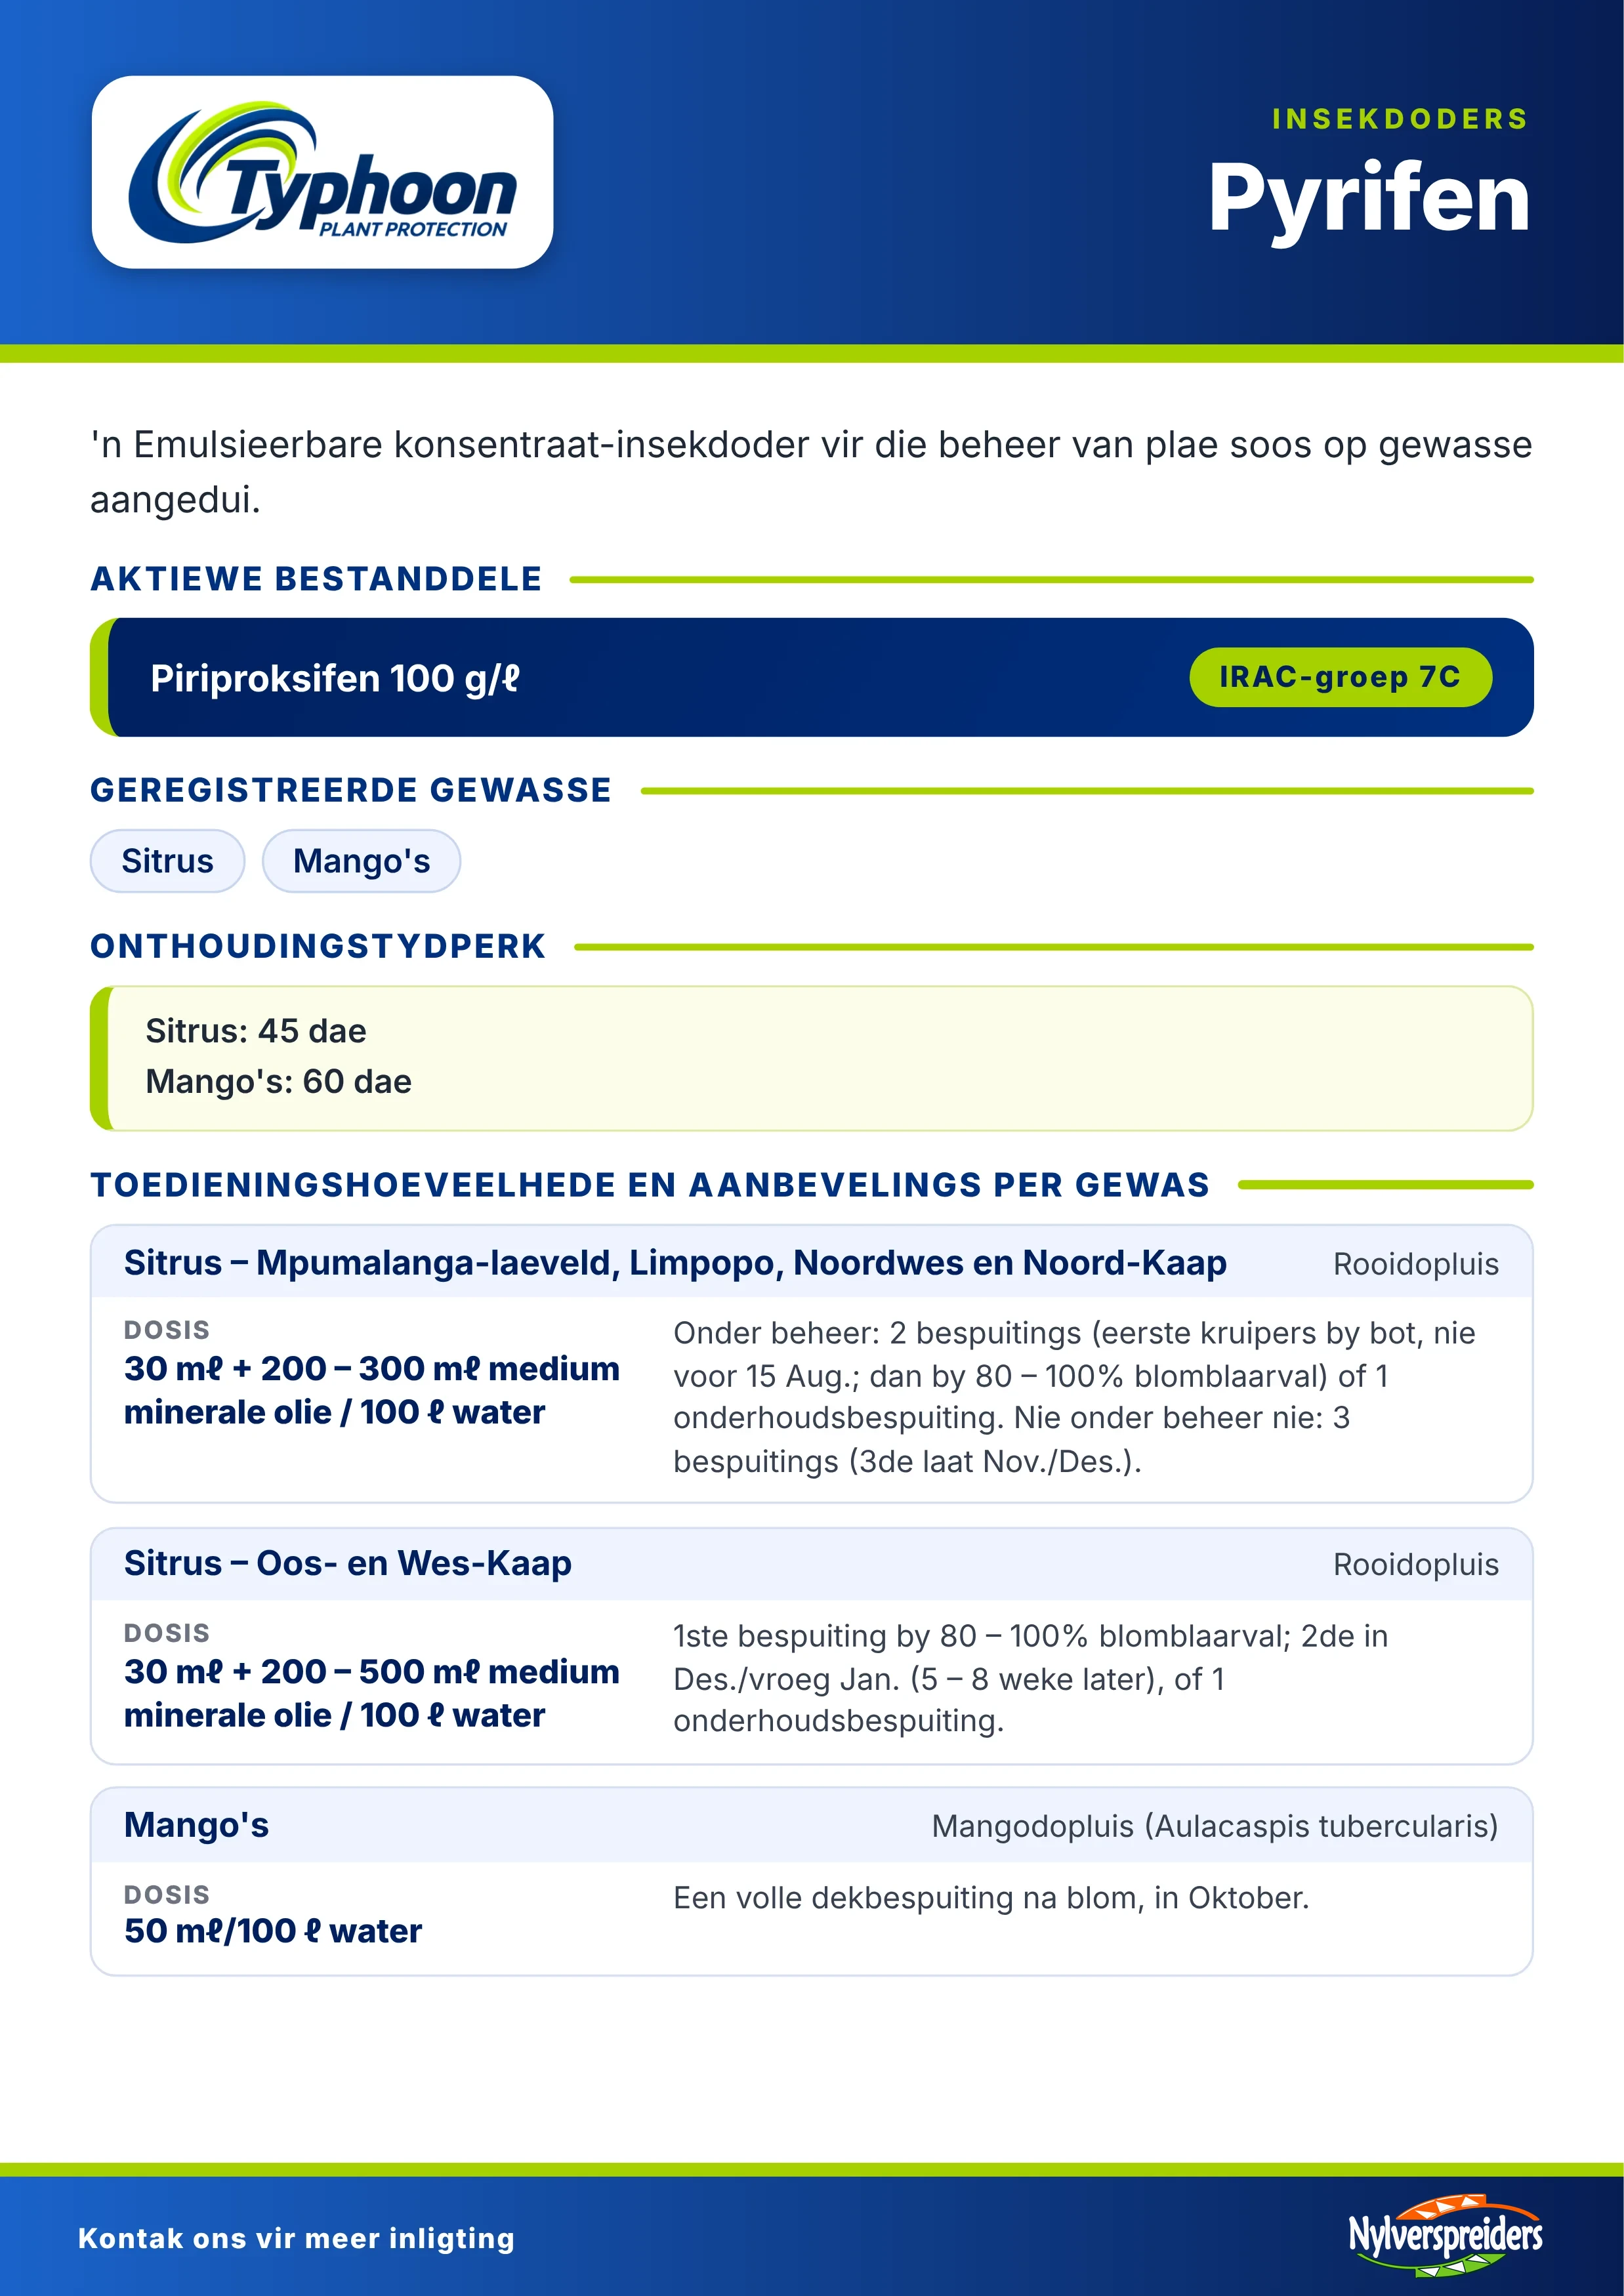 Typhoon
PLANT PROTECTION
INSEKDODERS
Pyrifen
'n Emulsieerbare konsentraat-insekdoder vir die beheer van plae soos op gewasse
aangedui.
AKTIEWE BESTANDDELE
Piriproksifen 100 g/ℓ
IRAC-groep 7C
GEREGISTREERDE GEWASSE
Sitrus
Mango's
ONTHOUDINGSTYDPERK
Sitrus: 45 dae
Mango's: 60 dae
TOEDIENINGSHOEVEELHEDE EN AANBEVELINGS PER GEWAS
Sitrus – Mpumalanga-laeveld, Limpopo, Noordwes en Noord-Kaap
Rooidopluis
DOSIS
30 mℓ + 200 – 300 mℓ medium
minerale olie / 100 ℓ water
Onder beheer: 2 bespuitings (eerste kruipers by bot, nie
voor 15 Aug.; dan by 80 – 100% blomblaarval) of 1
onderhoudsbespuiting. Nie onder beheer nie: 3
bespuitings (3de laat Nov./Des.).
Sitrus – Oos- en Wes-Kaap
Rooidopluis
DOSIS
30 mℓ + 200 – 500 mℓ medium
minerale olie / 100 ℓ water
1ste bespuiting by 80 – 100% blomblaarval; 2de in
Des./vroeg Jan. (5 – 8 weke later), of 1
onderhoudsbespuiting.
Mango's
Mangodopluis (Aulacaspis tubercularis)
DOSIS
50 mℓ/100 ℓ water
Een volle dekbespuiting na blom, in Oktober.
Kontak ons vir meer inligting
Nylverspreiders